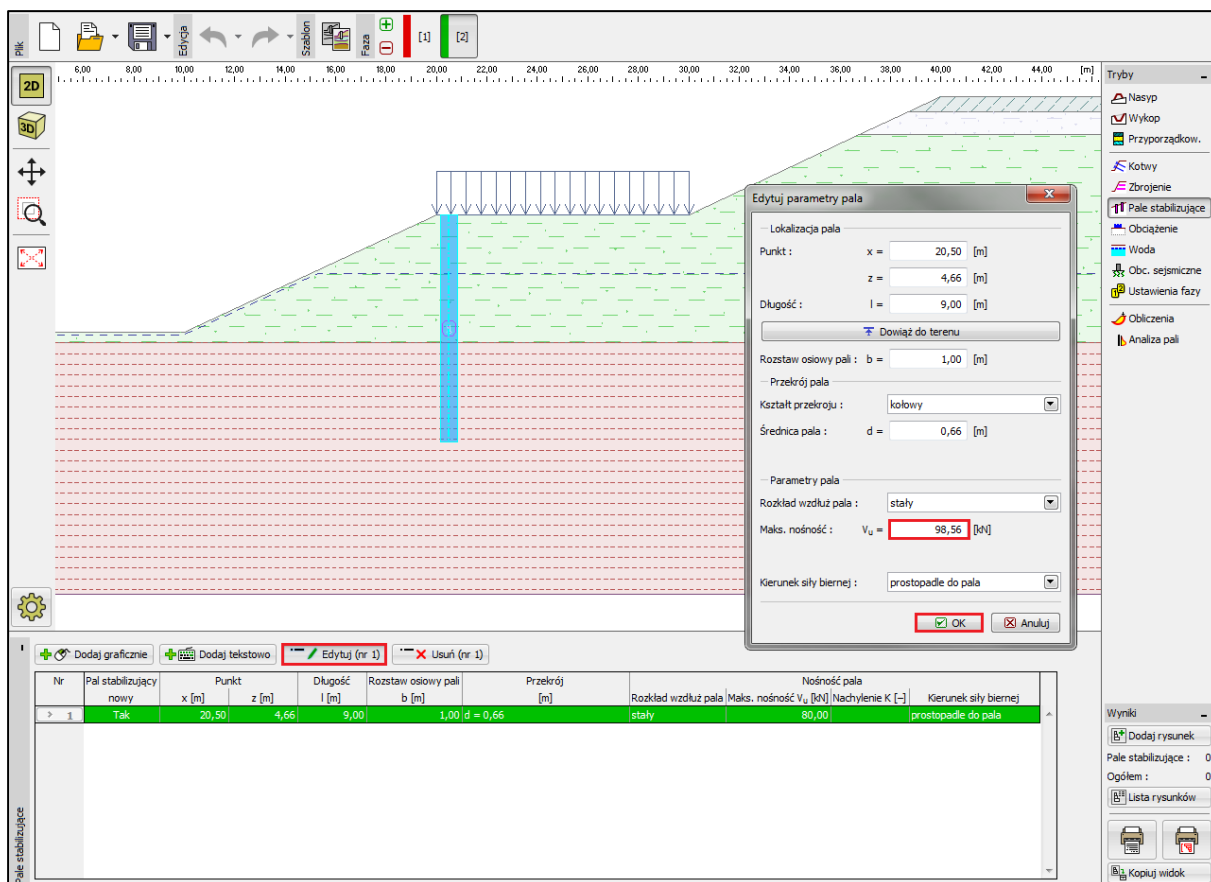 Plik
Edycja
Szablon
Faza
[1]
[2]
2D
3D
6,00 8,00 10,00 12,00 14,00 16,00 18,00 20,00 22,00 24,00 26,00 28,00 30,00 32,00 34,00 36,00 38,00 40,00 42,00 44,00 [m]
Tryby
Nasyp
Wykop
Przyporządkow.
Kotwy
Zbrojenie
Pale stabilizujące
Obciążenie
Woda
Obc. sejsmiczne
Ustawienia fazy
Obliczenia
Analiza pali
Edytuj parametry pala
Lokalizacja pala
Punkt : x = 20,50 [m]
z = 4,66 [m]
Długość : l = 9,00 [m]
Dowiąż do terenu
Rozstaw osiowy pali : b = 1,00 [m]
Przekrój pala
Kształt przekroju : kołowy
Średnica pala : d = 0,66 [m]
Parametry pala
Rozkład wzdłuż pala : stały
Maks. nośność : Vu = 98,56 [kN]
Kierunek siły biernej : prostopadle do pala
OK Anuluj
Dodaj graficznie Dodaj tekstowo Edytuj (nr 1) Usuń (nr 1)
Nr Pal stabilizujący Punkt Długość Rozstaw osiowy pali Przekrój Nośność pala
nowy x [m] z [m] l [m] b [m] [m] Rozkład wzdłuż pala Maks. nośność Vu [kN] Nachylenie K [–] Kierunek siły biernej
1 Tak 20,50 4,66 9,00 1,00 d = 0,66 stały 80,00 prostopadle do pala
Pale stabilizujące
Wyniki
Dodaj rysunek
Pale stabilizujące : 0
Ogółem : 0
Lista rysunków
Kopiuj widok